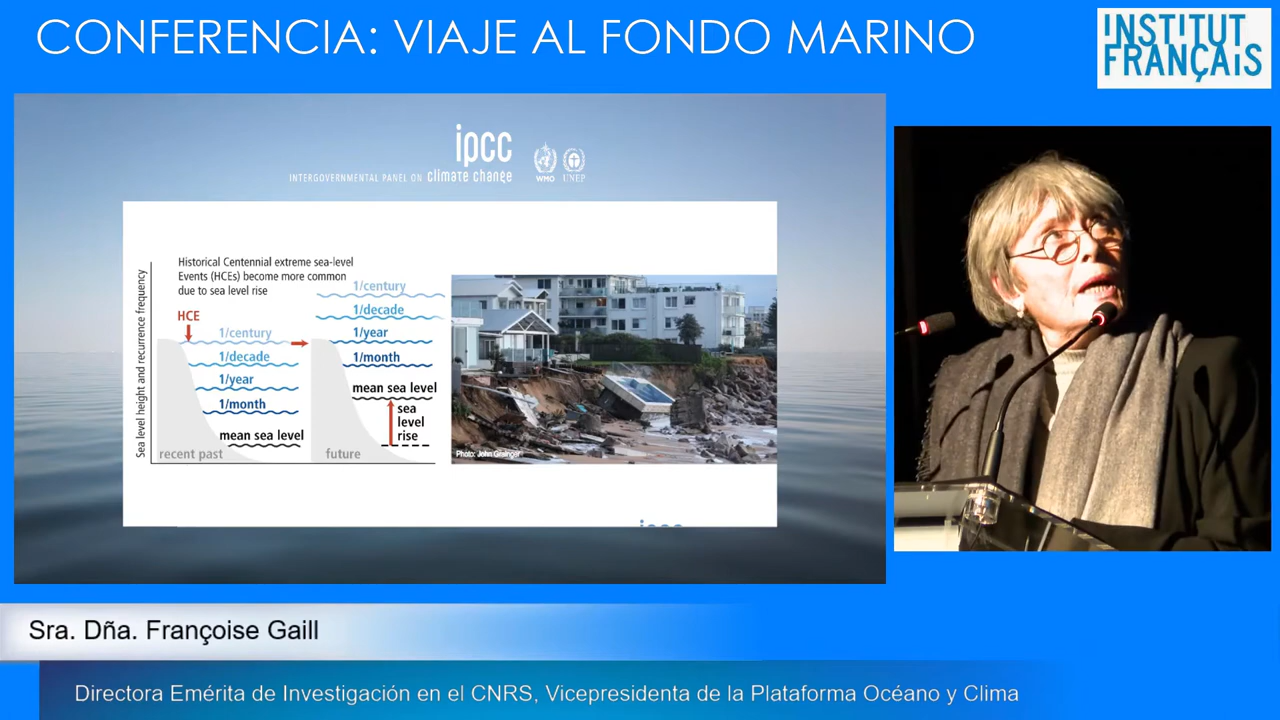 CONFERENCIA: VIAJE AL FONDO MARINO
INSTITUT
FRANÇAIS
ipcc
INTERGOVERNMENTAL PANEL ON climate change
WMO
UNEP
Historical Centennial extreme sea-level
Events (HCEs) become more common
due to sea level rise
Sea level height and recurrence frequency
HCE
1/century
1/decade
1/year
1/month
mean sea level
recent past
1/century
1/decade
1/year
1/month
mean sea level
sea
level
rise
future
Photo: John Grainger
Sra. Dña. Françoise Gaill
Directora Emérita de Investigación en el CNRS, Vicepresidenta de la Plataforma Océano y Clima